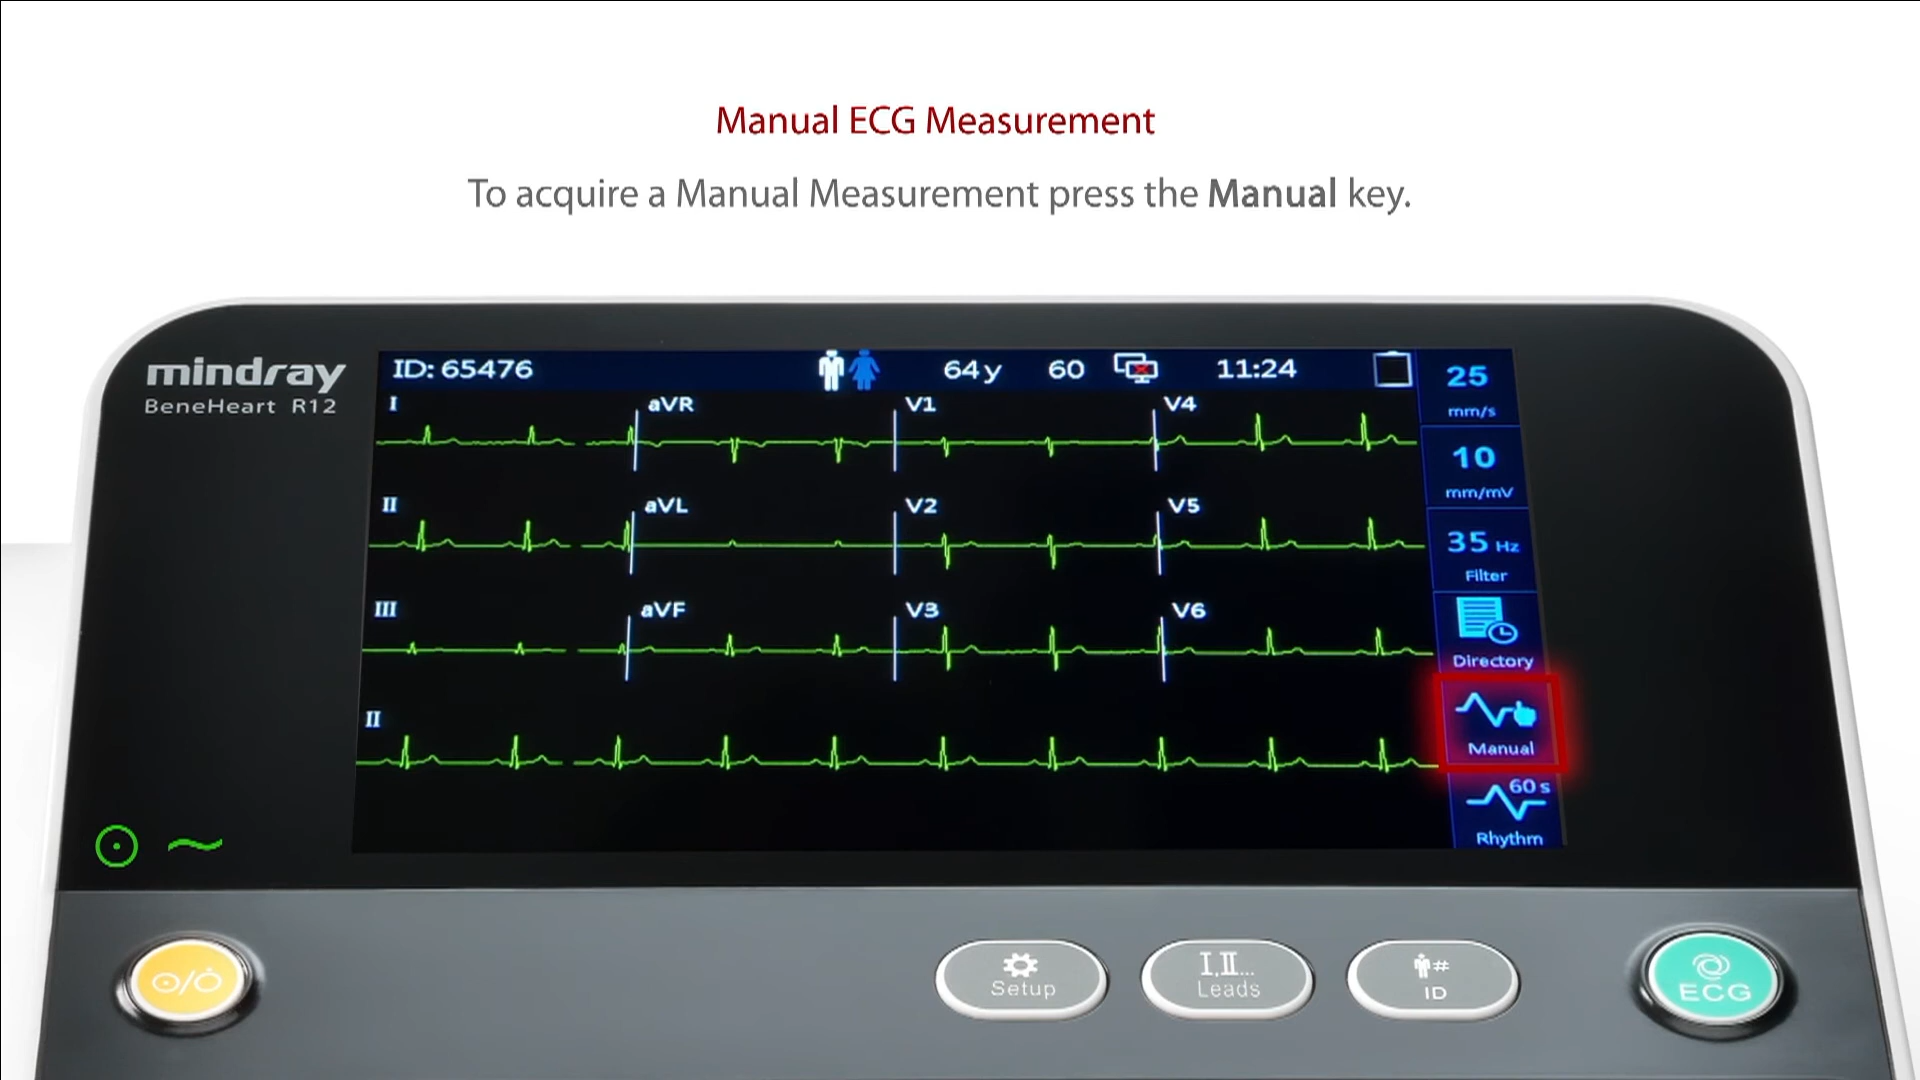 Manual ECG Measurement
To acquire a Manual Measurement press the Manual key.
mindray
BeneHeart R12
ID: 65476
64y
60
11:24
25
mm/s
I
aVR
V1
V4
10
mm/mV
II
aVL
V2
V5
35 Hz
Filter
III
aVF
V3
V6
Directory
II
Manual
60 s
Rhythm
Setup
I,II...
Leads
#
ID
ECG